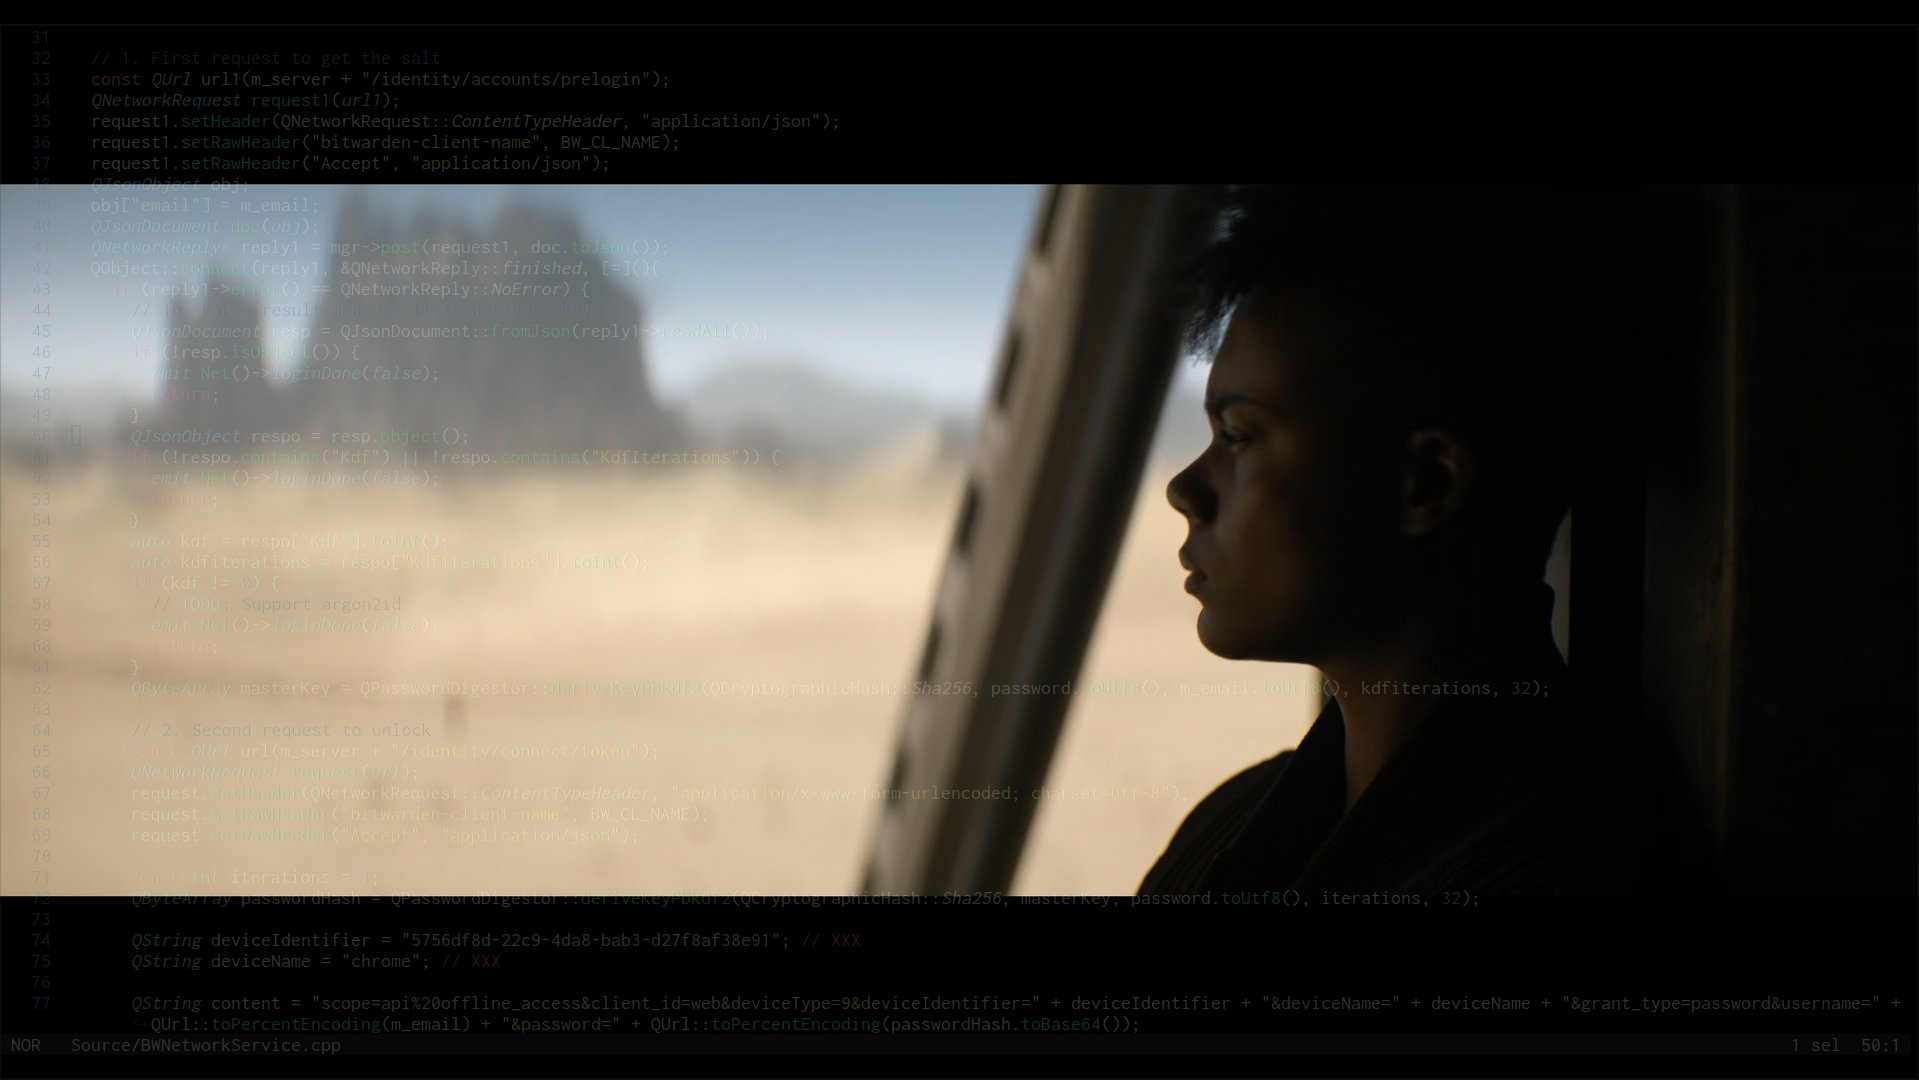 31
32 // 1. First request to get the salt
33 const QUrl url1(m_server + "/identity/accounts/prelogin");
34 QNetworkRequest request1(url1);
35 request1.setHeader(QNetworkRequest::ContentTypeHeader, "application/json");
36 request1.setRawHeader("bitwarden-client-name", BW_CL_NAME);
37 request1.setRawHeader("Accept", "application/json");
38 QJsonObject obj;
39 obj["email"] = m_email;
40 QJsonDocument doc(obj);
41 QNetworkReply* reply1 = mgr->post(request1, doc.toJson());
42 QObject::connect(reply1, &QNetworkReply::finished, [=](){
43 if (reply1->error() == QNetworkReply::NoError) {
44 // 1b. Parse result and use it to derivate key
45 QJsonDocument resp = QJsonDocument::fromJson(reply1->readAll());
46 if (!resp.isObject()) {
47 emit Net()->loginDone(false);
48 return;
49 }
50 QJsonObject respo = resp.object();
51 if (!respo.contains("Kdf") || !respo.contains("KdfIterations")) {
52 emit Net()->loginDone(false);
53 return;
54 }
55 auto kdf = respo["Kdf"].toInt();
56 auto kdfiterations = respo["KdfIterations"].toInt();
57 if (kdf != 0) {
58 // TODO: Support argon2id
59 emit Net()->loginDone(false);
60 return;
61 }
62 QByteArray masterKey = QPasswordDigestor::deriveKeyPbkdf2(QCryptographicHash::Sha256, password.toUtf8(), m_email.toUtf8(), kdfiterations, 32);
63
64 // 2. Second request to unlock
65 const QUrl url(m_server + "/identity/connect/token");
66 QNetworkRequest request(url);
67 request.setHeader(QNetworkRequest::ContentTypeHeader, "application/x-www-form-urlencoded; charset=utf-8");
68 request.setRawHeader("bitwarden-client-name", BW_CL_NAME);
69 request.setRawHeader("Accept", "application/json");
70
71 const int iterations = 1;
72 QByteArray passwordHash = QPasswordDigestor::deriveKeyPbkdf2(QCryptographicHash::Sha256, masterKey, password.toUtf8(), iterations, 32);
73
74 QString deviceIdentifier = "5756df8d-22c9-4da8-bab3-d27f8af38e91"; // XXX
75 QString deviceName = "chrome"; // XXX
76
77 QString content = "scope=api%20offline_access&client_id=web&deviceType=9&deviceIdentifier=" + deviceIdentifier + "&deviceName=" + deviceName + "&grant_type=password&username=" +
QUrl::toPercentEncoding(m_email) + "&password=" + QUrl::toPercentEncoding(passwordHash.toBase64());
NOR Source/BWNetworkService.cpp 1 sel 50:1